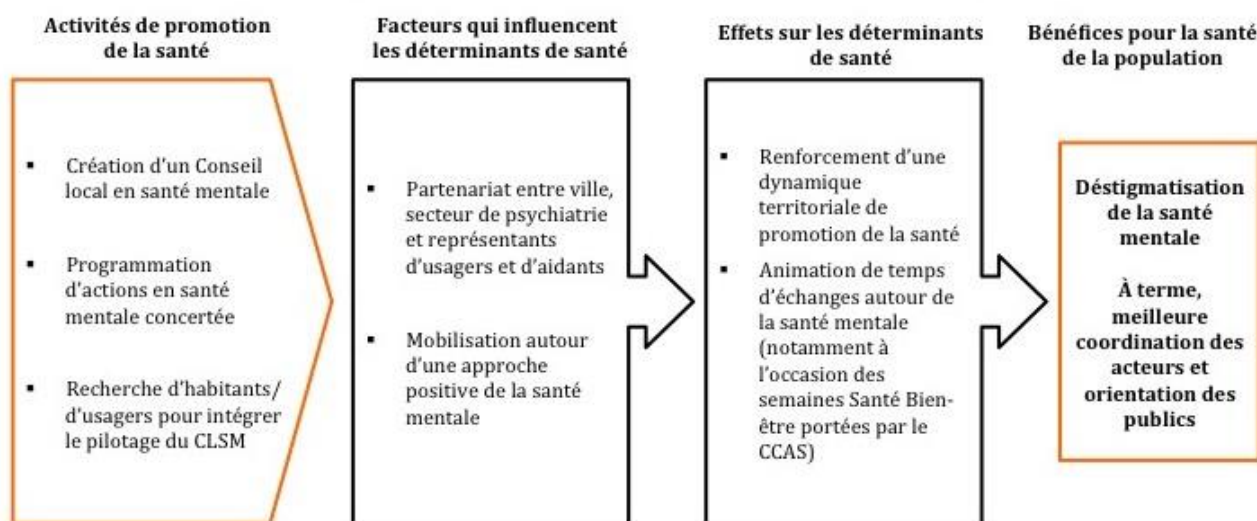 Activités de promotion
de la santé
Facteurs qui influencent
les déterminants de santé
Effets sur les déterminants
de santé
Bénéfices pour la santé
de la population
▪ Création d'un Conseil
local en santé mentale
▪ Programmation
d'actions en santé
mentale concertée
▪ Recherche d'habitants/
d'usagers pour intégrer
le pilotage du CLSM
▪ Partenariat entre ville,
secteur de psychiatrie
et représentants
d'usagers et d'aidants
▪ Mobilisation autour
d'une approche
positive de la santé
mentale
▪ Renforcement d'une
dynamique
territoriale de
promotion de la santé
▪ Animation de temps
d'échanges autour de
la santé mentale
(notamment à
l'occasion des
semaines Santé Bien-
être portées par le
CCAS)
Déstigmatisation
de la santé
mentale
À terme,
meilleure
coordination des
acteurs et
orientation des
publics